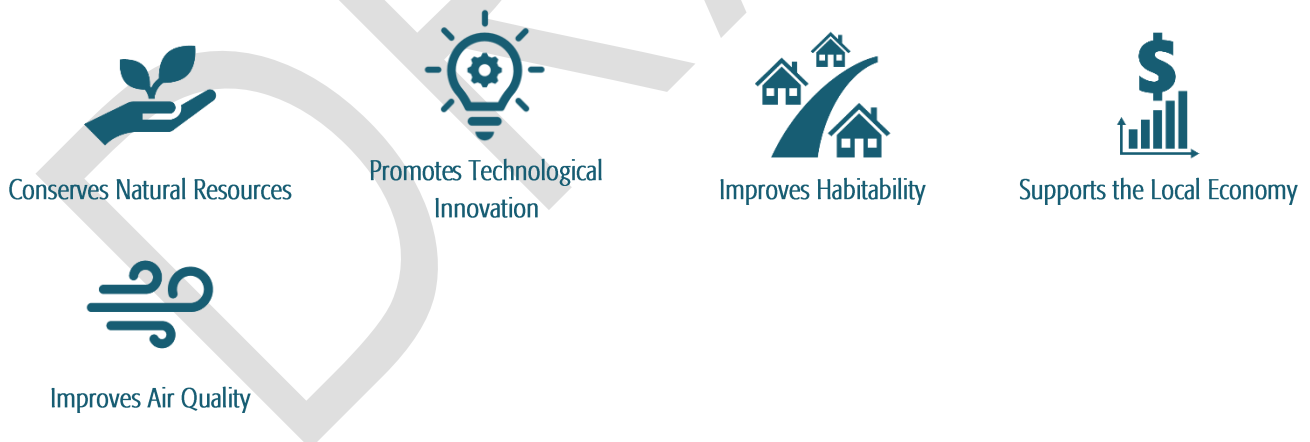 Conserves Natural Resources
Promotes Technological
Innovation
Improves Habitability
Supports the Local Economy
Improves Air Quality